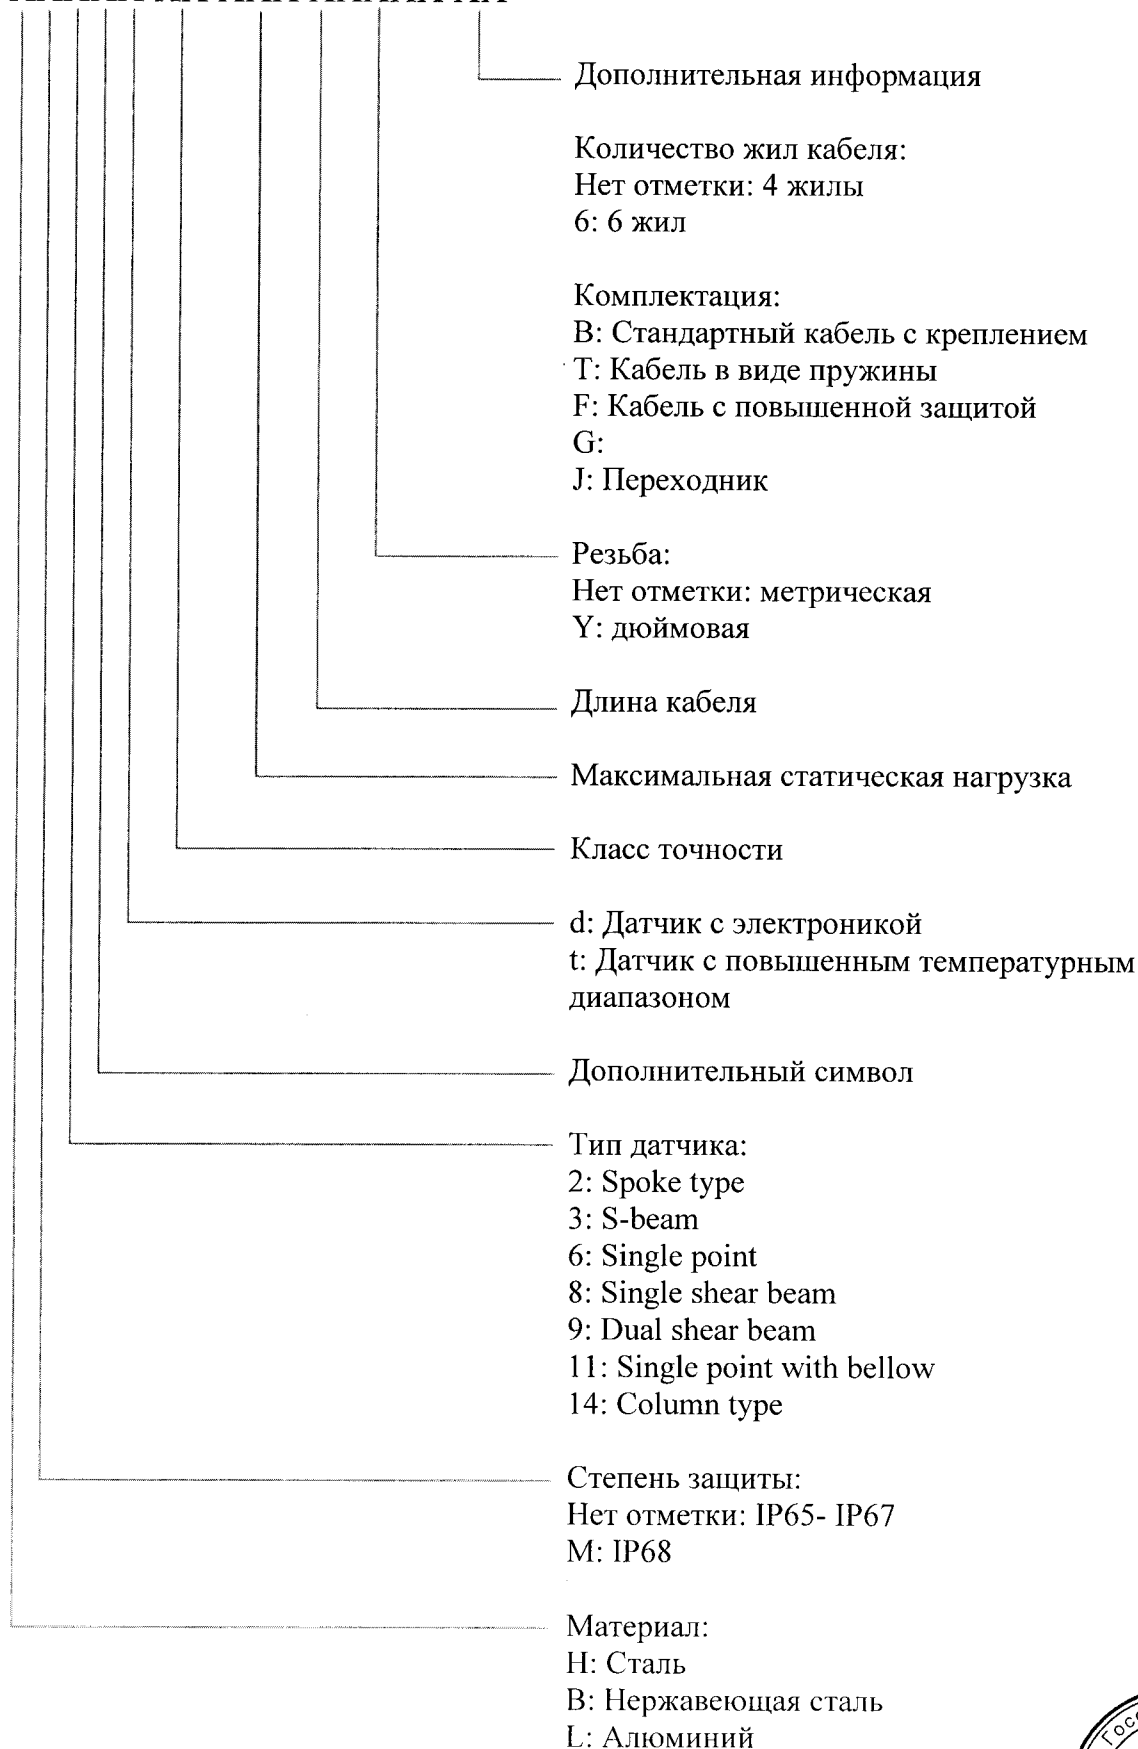 Дополнительная информация
Количество жил кабеля:
Нет отметки: 4 жилы
6: 6 жил
Комплектация:
B: Стандартный кабель с креплением
T: Кабель в виде пружины
F: Кабель с повышенной защитой
G:
J: Переходник
Резьба:
Нет отметки: метрическая
Y: дюймовая
Длина кабеля
Максимальная статическая нагрузка
Класс точности
d: Датчик с электроникой
t: Датчик с повышенным температурным
диапазоном
Дополнительный символ
Тип датчика:
2: Spoke type
3: S-beam
6: Single point
8: Single shear beam
9: Dual shear beam
11: Single point with bellow
14: Column type
Степень защиты:
Нет отметки: IP65- IP67
M: IP68
Материал:
H: Сталь
B: Нержавеющая сталь
L: Алюминий